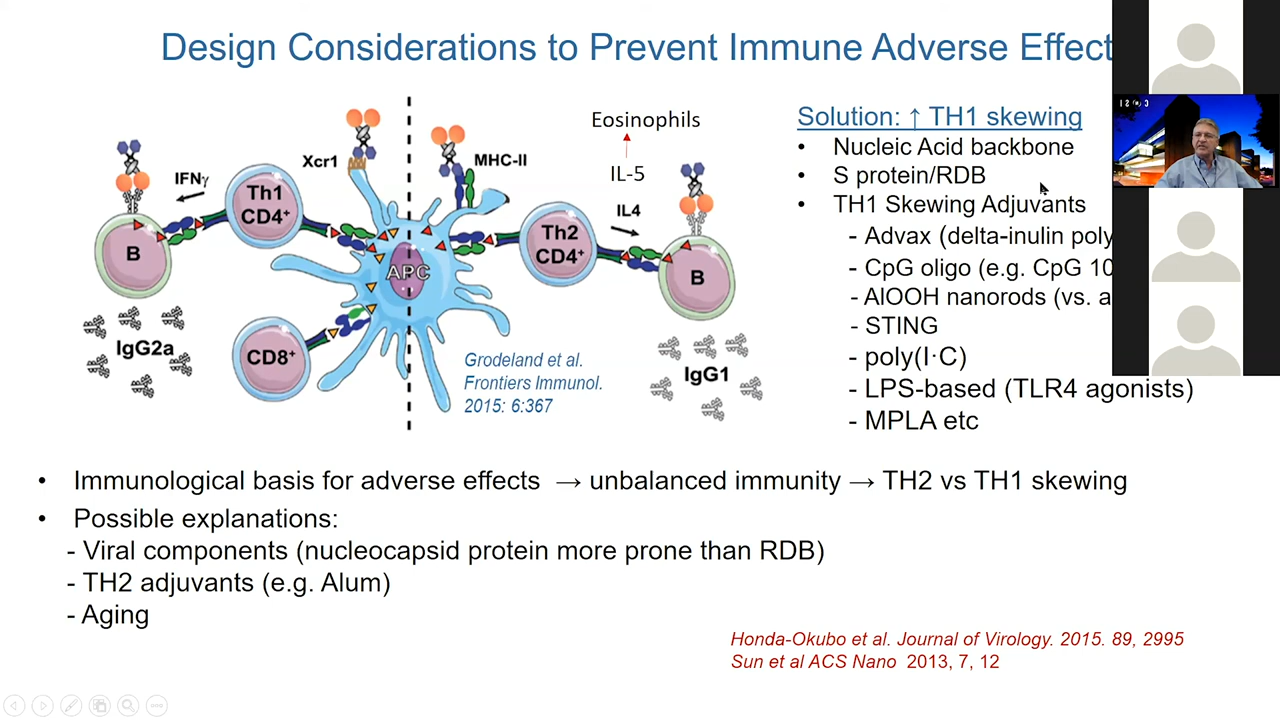 Design Considerations to Prevent Immune Adverse Effect
Eosinophils
IL-5
Xcr1
MHC-II
IFNγ
IL4
Th1
CD4⁺
Th2
CD4⁺
B
APC
B
IgG2a
CD8⁺
IgG1
Grodeland et al.
Frontiers Immunol.
2015: 6:367
Solution: ↑ TH1 skewing
• Nucleic Acid backbone
• S protein/RDB
• TH1 Skewing Adjuvants
- Advax (delta-inulin poly
- CpG oligo (e.g. CpG 10
- AlOOH nanorods (vs. a
- STING
- poly(I·C)
- LPS-based (TLR4 agonists)
- MPLA etc
• Immunological basis for adverse effects → unbalanced immunity → TH2 vs TH1 skewing
• Possible explanations:
- Viral components (nucleocapsid protein more prone than RDB)
- TH2 adjuvants (e.g. Alum)
- Aging
Honda-Okubo et al. Journal of Virology. 2015. 89, 2995
Sun et al ACS Nano 2013, 7, 12